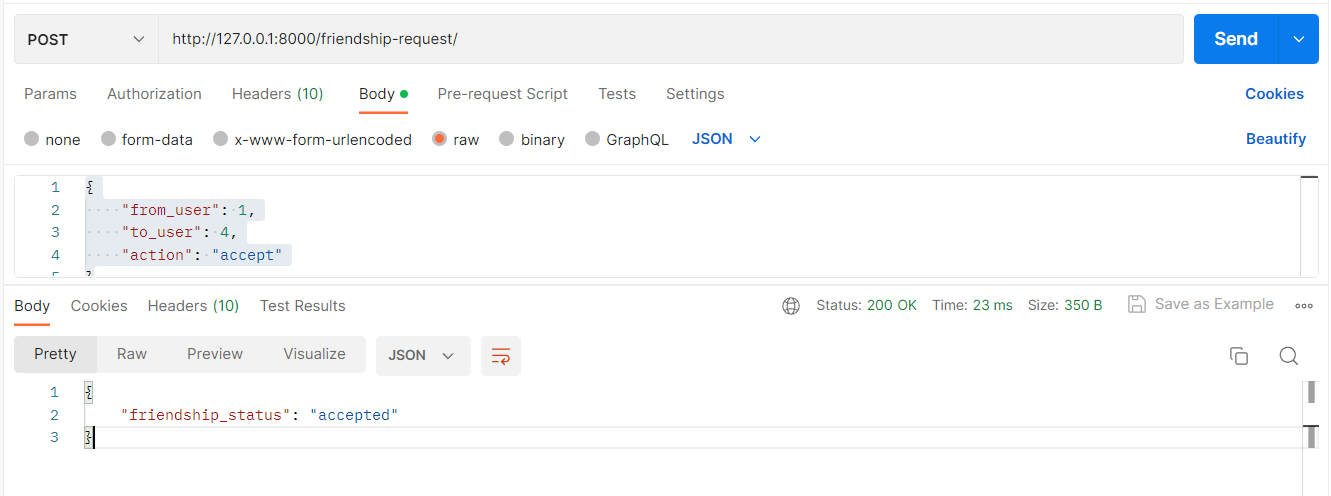 POST http://127.0.0.1:8000/friendship-request/ Send
Params Authorization Headers (10) Body Pre-request Script Tests Settings Cookies
none form-data x-www-form-urlencoded raw binary GraphQL JSON Beautify
1 {
2 "from_user": 1,
3 "to_user": 4,
4 "action": "accept"
5 }
Body Cookies Headers (10) Test Results Status: 200 OK Time: 23 ms Size: 350 B Save as Example
Pretty Raw Preview Visualize JSON
1 {
2 "friendship_status": "accepted"
3 }